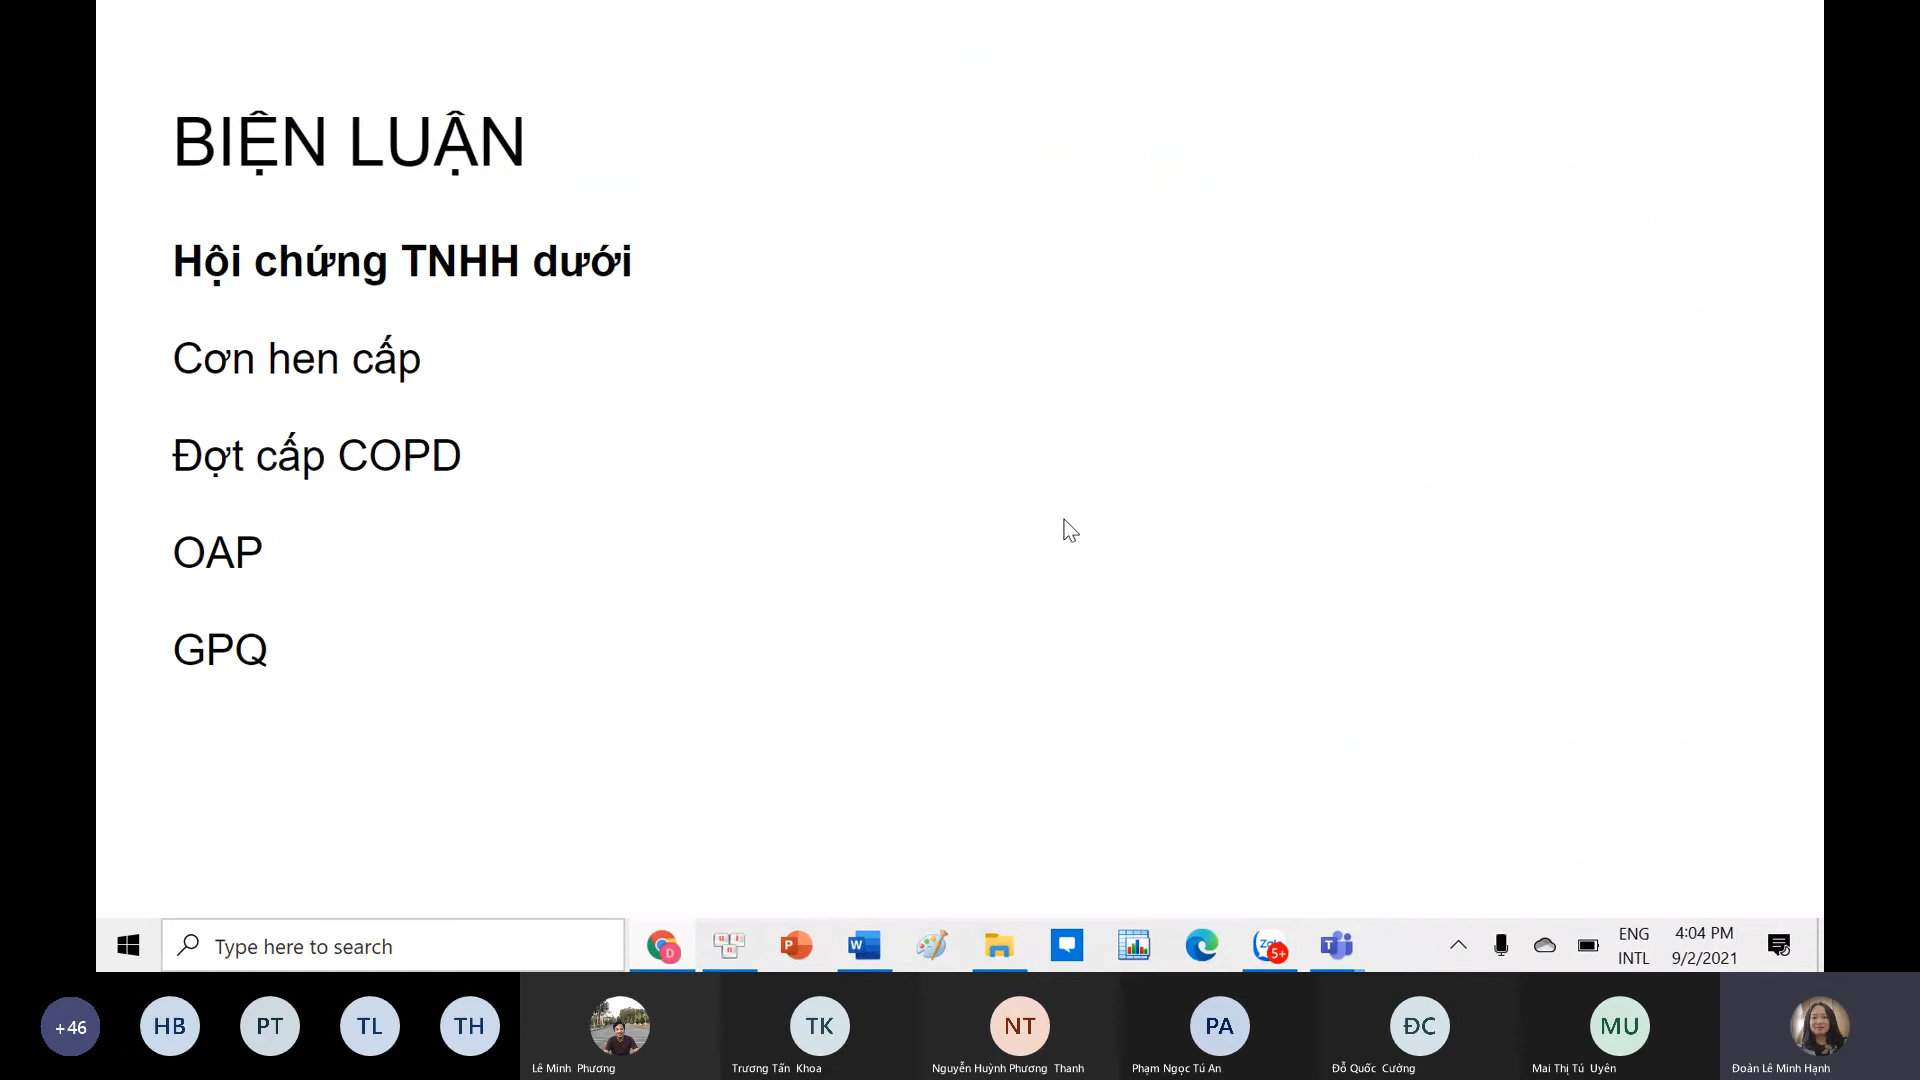 BIỆN LUẬN
Hội chứng TNHH dưới
Cơn hen cấp
Đợt cấp COPD
OAP
GPQ
Type here to search
D
5+
ENG
INTL
4:04 PM
9/2/2021
+46
HB
PT
TL
TH
TK
NT
PA
ĐC
MU
Lê Minh Phương
Trương Tấn Khoa
Nguyễn Huỳnh Phương Thanh
Phạm Ngọc Tú An
Đỗ Quốc Cường
Mai Thị Tú Uyên
Đoàn Lê Minh Hạnh